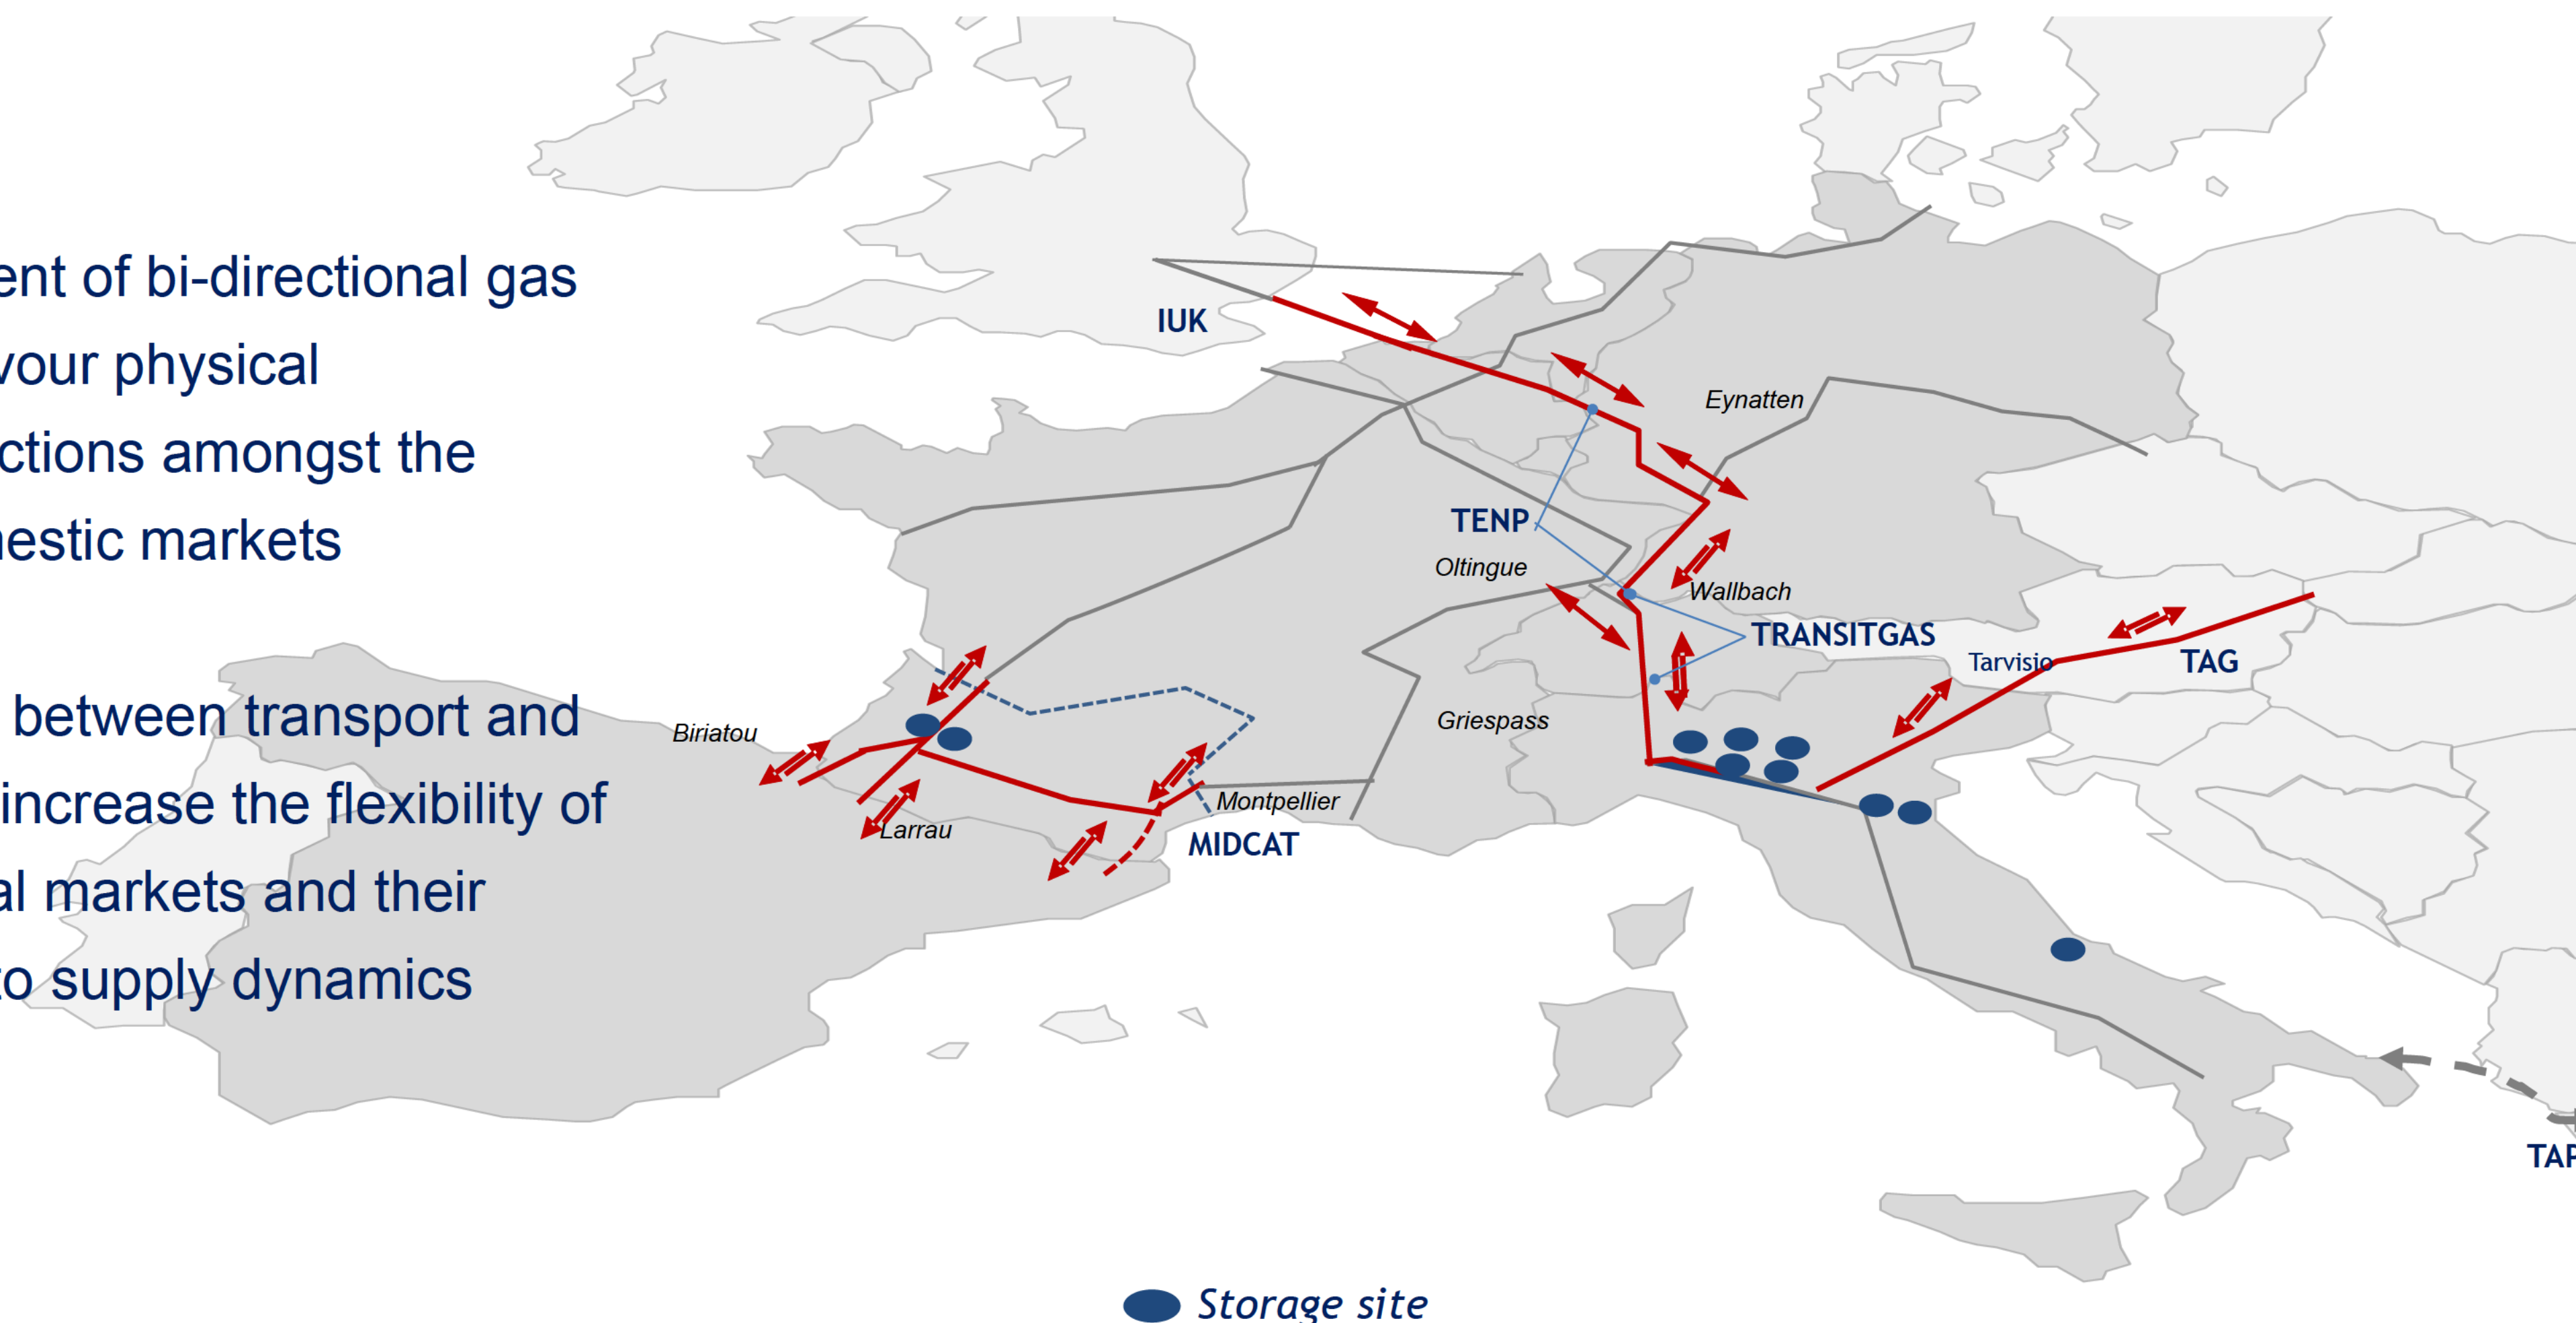 ent of bi-directional gas
vour physical
ctions amongst the
nestic markets
between transport and
increase the flexibility of
al markets and their
to supply dynamics
IUK
Eynatten
TENP
Oltingue
Wallbach
TRANSITGAS
Tarvisio
TAG
Griespass
Biriatou
Larrau
Montpellier
MIDCAT
TAP
Storage site